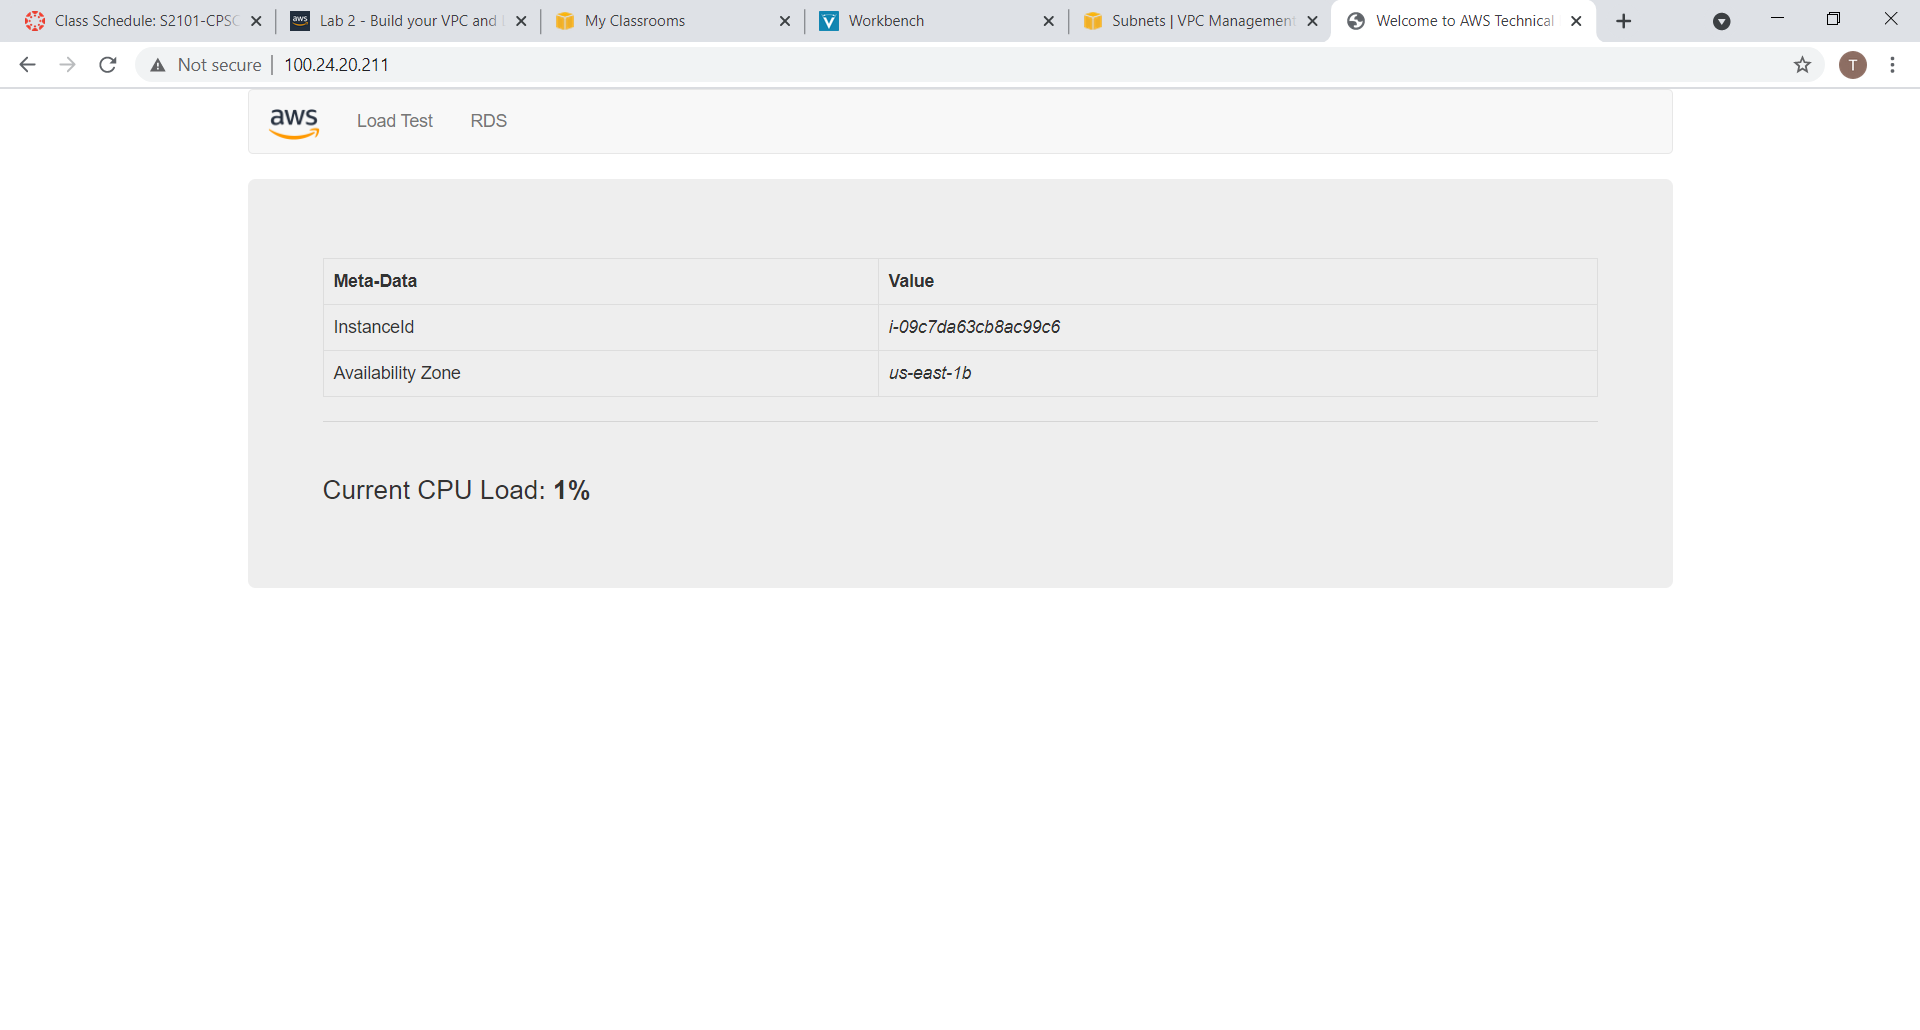 Class Schedule: S2101-CPSC
Lab 2 - Build your VPC and
My Classrooms
Workbench
Subnets | VPC Management
Welcome to AWS Technical
Not secure | 100.24.20.211
T
aws Load Test RDS
Meta-Data Value
InstanceId i-09c7da63cb8ac99c6
Availability Zone us-east-1b
Current CPU Load: 1%